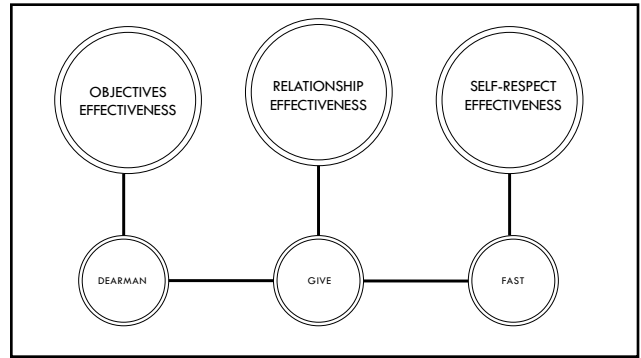 OBJECTIVES
EFFECTIVENESS
RELATIONSHIP
EFFECTIVENESS
SELF-RESPECT
EFFECTIVENESS
DEARMAN
GIVE
FAST